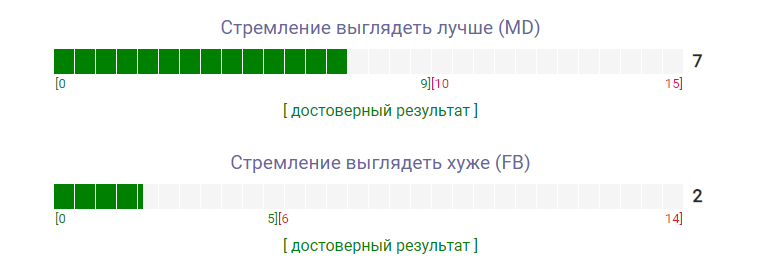 Стремление выглядеть лучше (MD)
7
[0 9][10 15]
[ достоверный результат ]
Стремление выглядеть хуже (FB)
2
[0 5][6 14]
[ достоверный результат ]